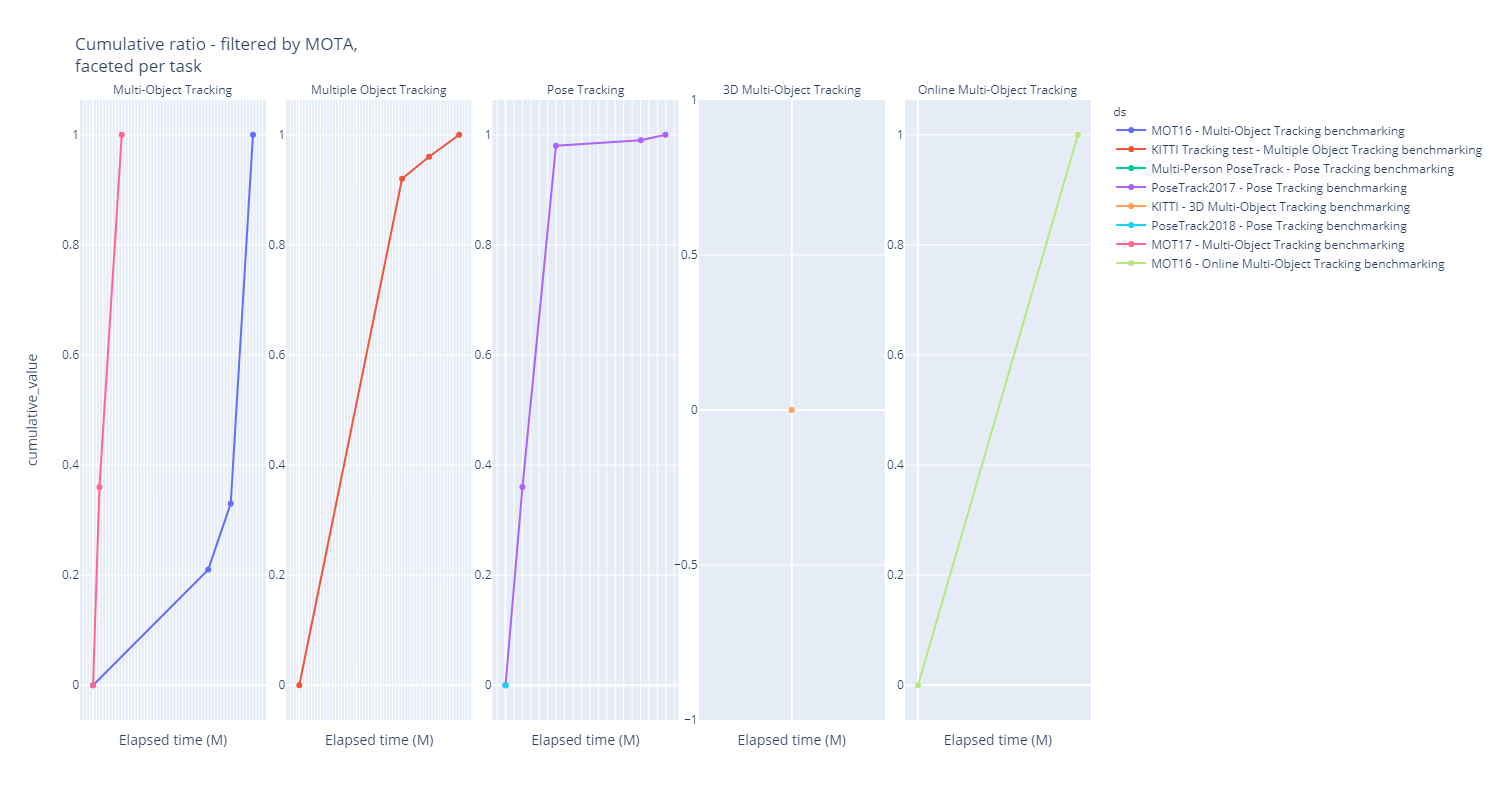 Cumulative ratio - filtered by MOTA,
faceted per task
Multi-Object Tracking
Multiple Object Tracking
Pose Tracking
3D Multi-Object Tracking
Online Multi-Object Tracking
cumulative_value
1
0.8
0.6
0.4
0.2
0
1
0.8
0.6
0.4
0.2
0
1
0.8
0.6
0.4
0.2
0
1
0.5
0
−0.5
−1
1
0.8
0.6
0.4
0.2
0
Elapsed time (M)
Elapsed time (M)
Elapsed time (M)
Elapsed time (M)
Elapsed time (M)
ds
MOT16 - Multi-Object Tracking benchmarking
KITTI Tracking test - Multiple Object Tracking benchmarking
Multi-Person PoseTrack - Pose Tracking benchmarking
PoseTrack2017 - Pose Tracking benchmarking
KITTI - 3D Multi-Object Tracking benchmarking
PoseTrack2018 - Pose Tracking benchmarking
MOT17 - Multi-Object Tracking benchmarking
MOT16 - Online Multi-Object Tracking benchmarking